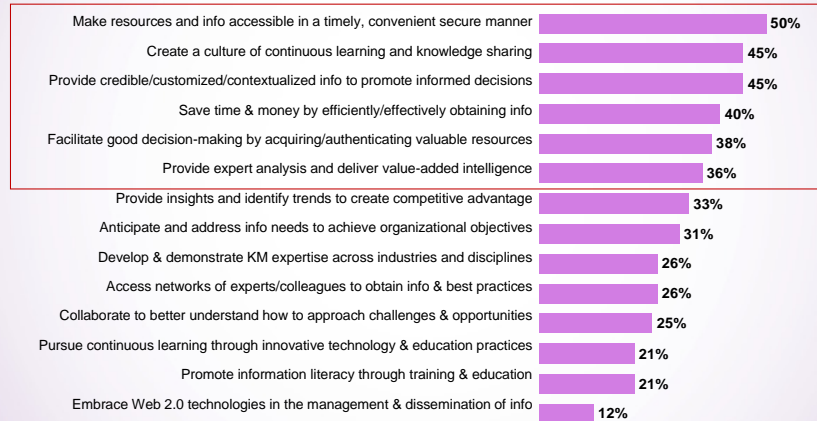 Make resources and info accessible in a timely, convenient secure manner 50%
Create a culture of continuous learning and knowledge sharing 45%
Provide credible/customized/contextualized info to promote informed decisions 45%
Save time & money by efficiently/effectively obtaining info 40%
Facilitate good decision-making by acquiring/authenticating valuable resources 38%
Provide expert analysis and deliver value-added intelligence 36%
Provide insights and identify trends to create competitive advantage 33%
Anticipate and address info needs to achieve organizational objectives 31%
Develop & demonstrate KM expertise across industries and disciplines 26%
Access networks of experts/colleagues to obtain info & best practices 26%
Collaborate to better understand how to approach challenges & opportunities 25%
Pursue continuous learning through innovative technology & education practices 21%
Promote information literacy through training & education 21%
Embrace Web 2.0 technologies in the management & dissemination of info 12%